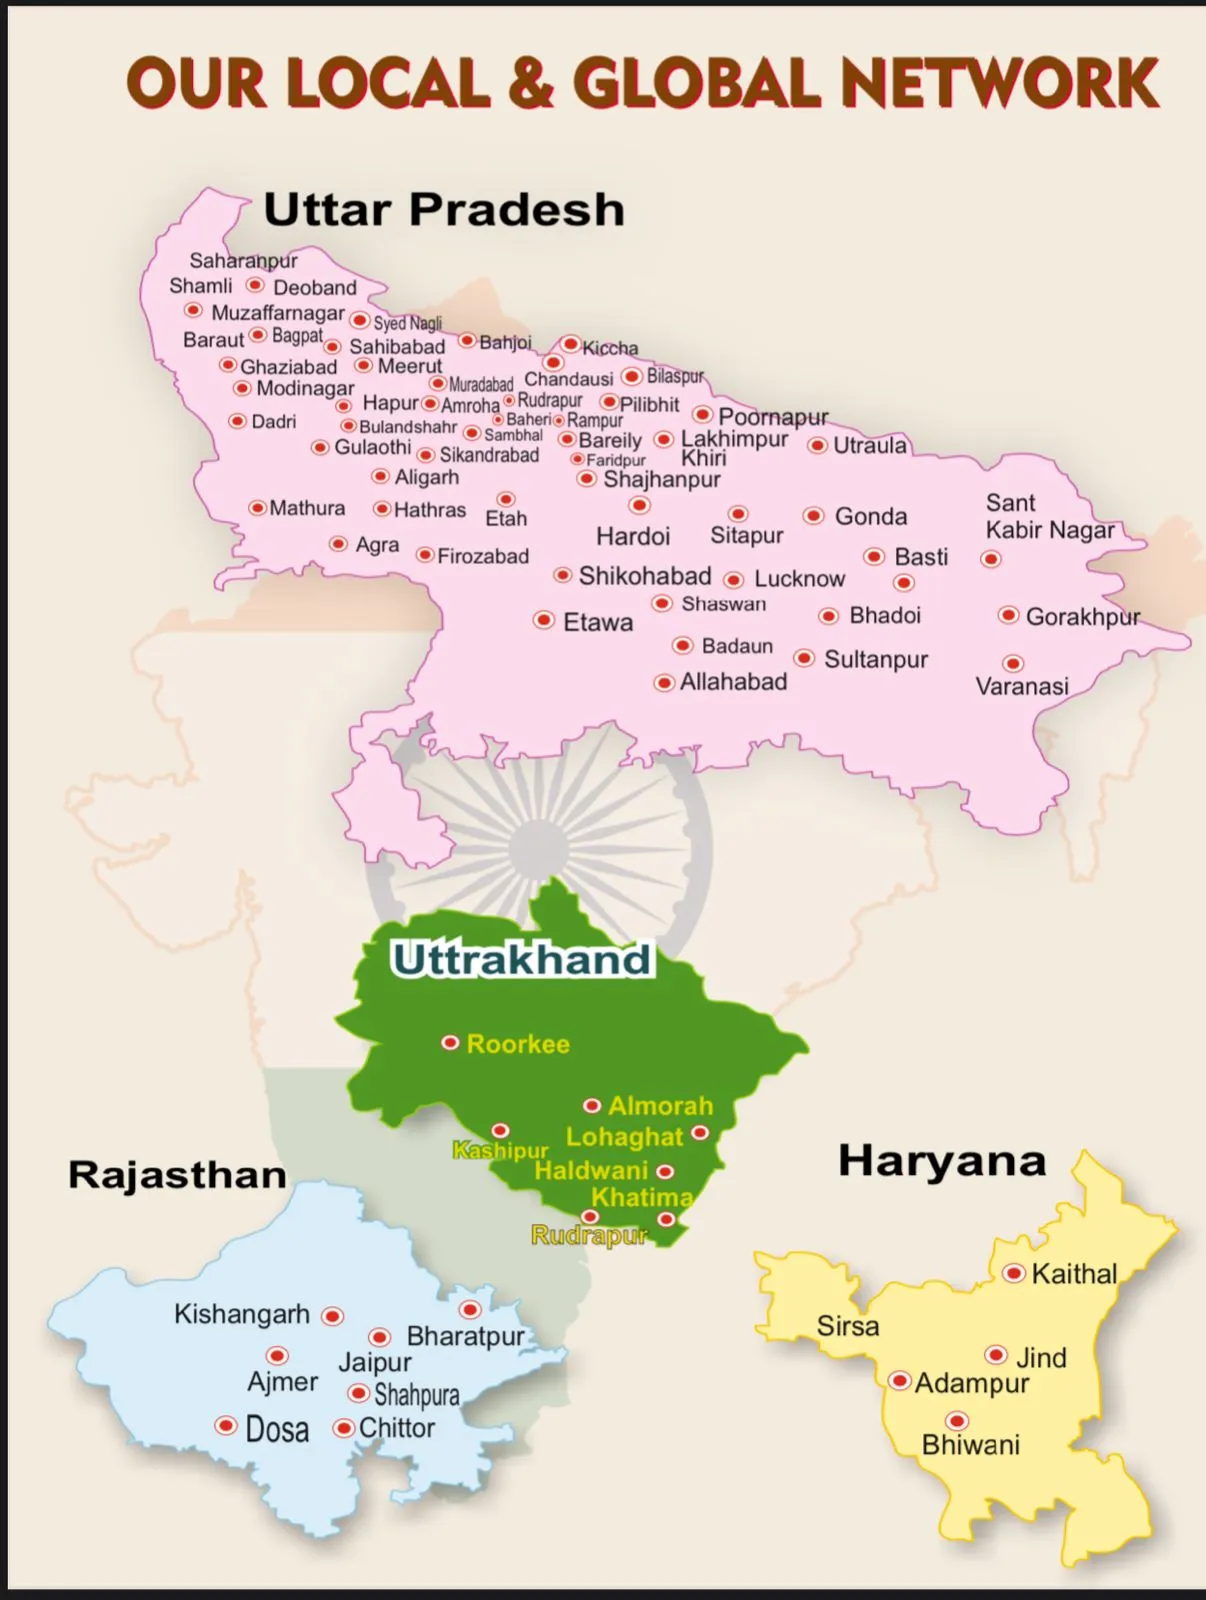 OUR LOCAL & GLOBAL NETWORK
Uttar Pradesh
Saharanpur
Shamli
Deoband
Muzaffarnagar
Syed Nagli
Baraut
Bagpat
Sahibabad
Bahjoi
Kiccha
Ghaziabad
Meerut
Chandausi
Bilaspur
Modinagar
Muradabad
Hapur
Amroha
Rudrapur
Pilibhit
Poornapur
Dadri
Bulandshahr
Baheri
Rampur
Sambhal
Bareily
Lakhimpur
Khiri
Utraula
Gulaothi
Sikandrabad
Faridpur
Aligarh
Shajhanpur
Mathura
Hathras
Etah
Hardoi
Sitapur
Gonda
Sant
Kabir Nagar
Agra
Firozabad
Basti
Shikohabad
Lucknow
Shaswan
Bhadoi
Gorakhpur
Etawa
Badaun
Sultanpur
Allahabad
Varanasi
Uttrakhand
Roorkee
Almorah
Lohaghat
Kashipur
Haldwani
Khatima
Rudrapur
Rajasthan
Kishangarh
Bharatpur
Jaipur
Ajmer
Shahpura
Dosa
Chittor
Haryana
Kaithal
Sirsa
Jind
Adampur
Bhiwani